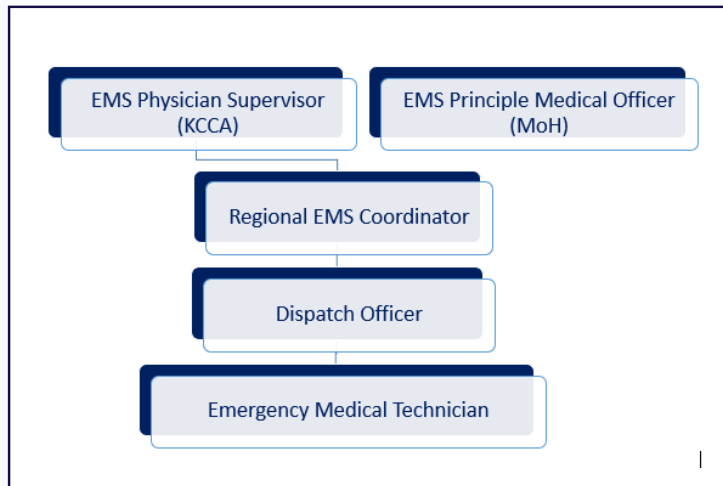 EMS Physician Supervisor
(KCCA)
EMS Principle Medical Officer
(MoH)
Regional EMS Coordinator
Dispatch Officer
Emergency Medical Technician